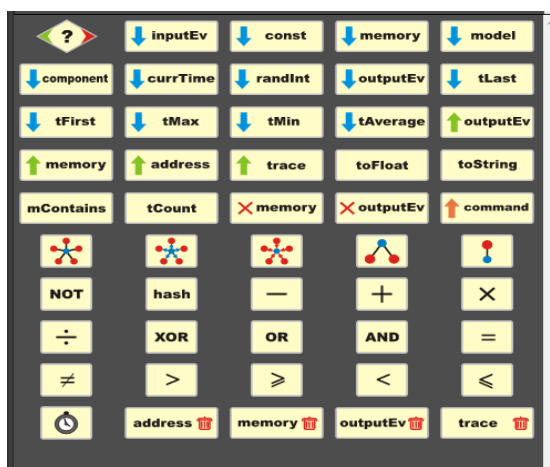 ? inputEv const memory model
component currTime randInt outputEv tLast
tFirst tMax tMin tAverage outputEv
memory address trace toFloat toString
mContains tCount memory outputEv command
NOT hash − + ×
÷ XOR OR AND =
≠ > ⩾ < ⩽
address memory outputEv trace